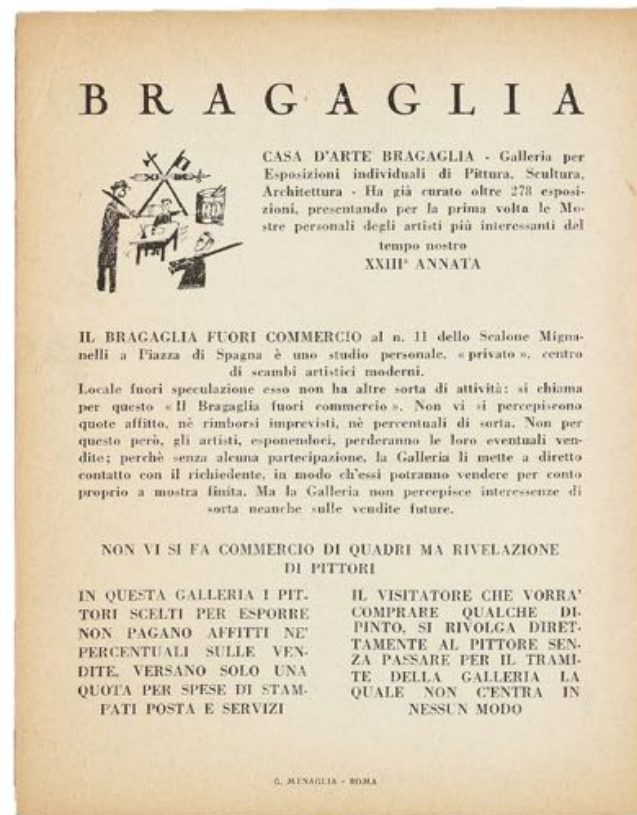 BRAGAGLIA
CASA D'ARTE BRAGAGLIA - Galleria per
Esposizioni individuali di Pittura, Scultura,
Architettura - Ha già curato oltre 278 esposi-
zioni, presentando per la prima volta le Mo-
stre personali degli artisti più interessanti del
tempo nostro
XXIIIª ANNATA
IL BRAGAGLIA FUORI COMMERCIO al n. 11 dello Scalone Migna-
nelli a Piazza di Spagna è uno studio personale, « privato », centro
di scambi artistici moderni.
Locale fuori speculazione esso non ha altre sorta di attività: si chiama
per questo « Il Bragaglia fuori commercio ». Non vi si percepiscono
quote affitto, nè rimborsi imprevisti, nè percentuali di sorta. Non per
questo però, gli artisti, esponendoci, perderanno le loro eventuali ven-
dite; perchè senza alcuna partecipazione, la Galleria li mette a diretto
contatto con il richiedente, in modo ch'essi potranno vendere per conto
proprio a mostra finita. Ma la Galleria non percepisce interessenze di
sorta neanche sulle vendite future.
NON VI SI FA COMMERCIO DI QUADRI MA RIVELAZIONE
DI PITTORI
IN QUESTA GALLERIA I PIT-
TORI SCELTI PER ESPORRE
NON PAGANO AFFITTI NE'
PERCENTUALI SULLE VEN-
DITE, VERSANO SOLO UNA
QUOTA PER SPESE DI STAM-
PATI POSTA E SERVIZI
IL VISITATORE CHE VORRA'
COMPRARE QUALCHE DI-
PINTO, SI RIVOLGA DIRET-
TAMENTE AL PITTORE SEN-
ZA PASSARE PER IL TRAMI-
TE DELLA GALLERIA LA
QUALE NON C'ENTRA IN
NESSUN MODO
G. MENAGLIA - ROMA